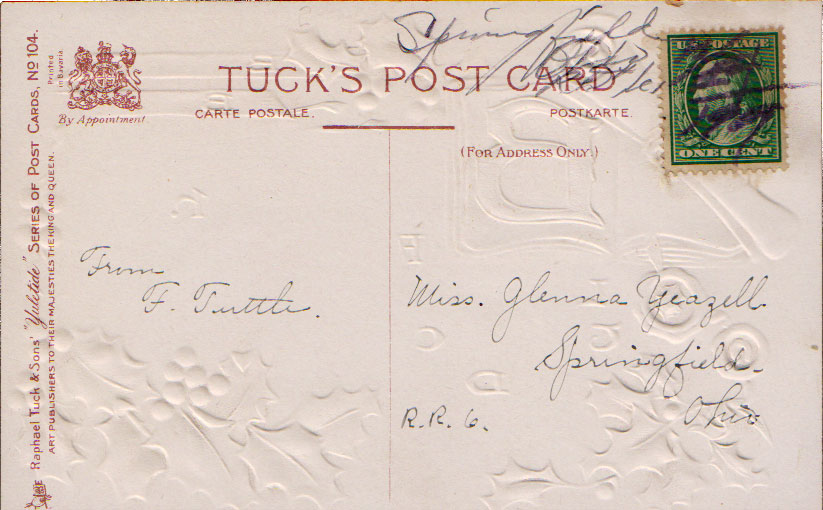 Springfield
U.S. POSTAGE
ONE CENT
TUCK'S POST CARD
CARTE POSTALE.
POSTKARTE.
(FOR ADDRESS ONLY.)
Printed
in Bavaria
By Appointment
Raphael Tuck & Sons' "Yuletide" SERIES OF POST CARDS, No 104.
ART PUBLISHERS TO THEIR MAJESTIES THE KING AND QUEEN.
From
F. Tuttle.
Miss. Glenna Yeazell.
Springfield.
R.R. 6. Ohio